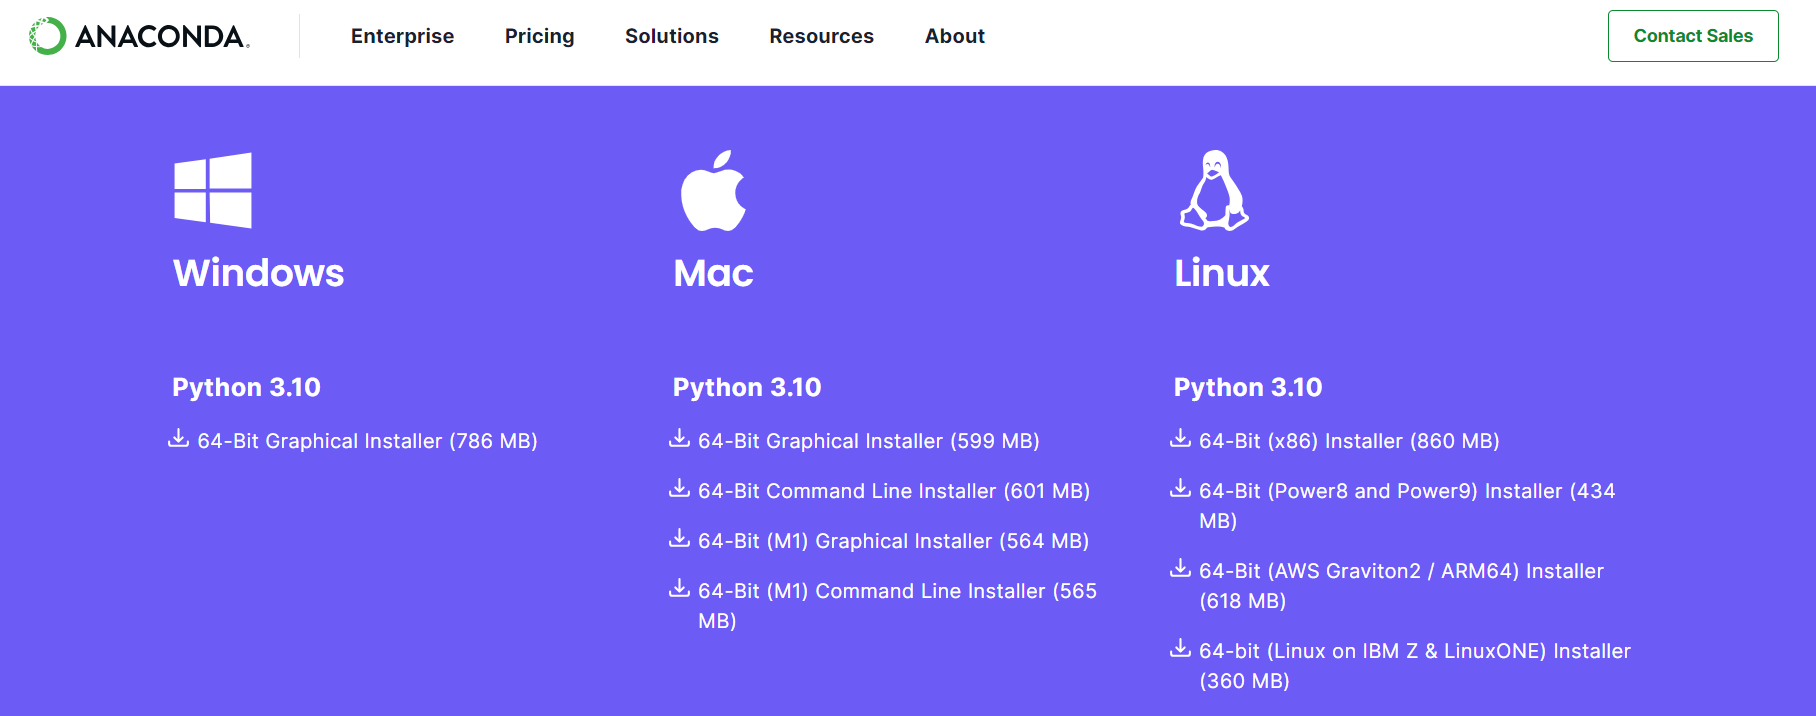 ANACONDA.
Enterprise
Pricing
Solutions
Resources
About
Contact Sales
Windows
Python 3.10
64-Bit Graphical Installer (786 MB)
Mac
Python 3.10
64-Bit Graphical Installer (599 MB)
64-Bit Command Line Installer (601 MB)
64-Bit (M1) Graphical Installer (564 MB)
64-Bit (M1) Command Line Installer (565
MB)
Linux
Python 3.10
64-Bit (x86) Installer (860 MB)
64-Bit (Power8 and Power9) Installer (434
MB)
64-Bit (AWS Graviton2 / ARM64) Installer
(618 MB)
64-bit (Linux on IBM Z & LinuxONE) Installer
(360 MB)